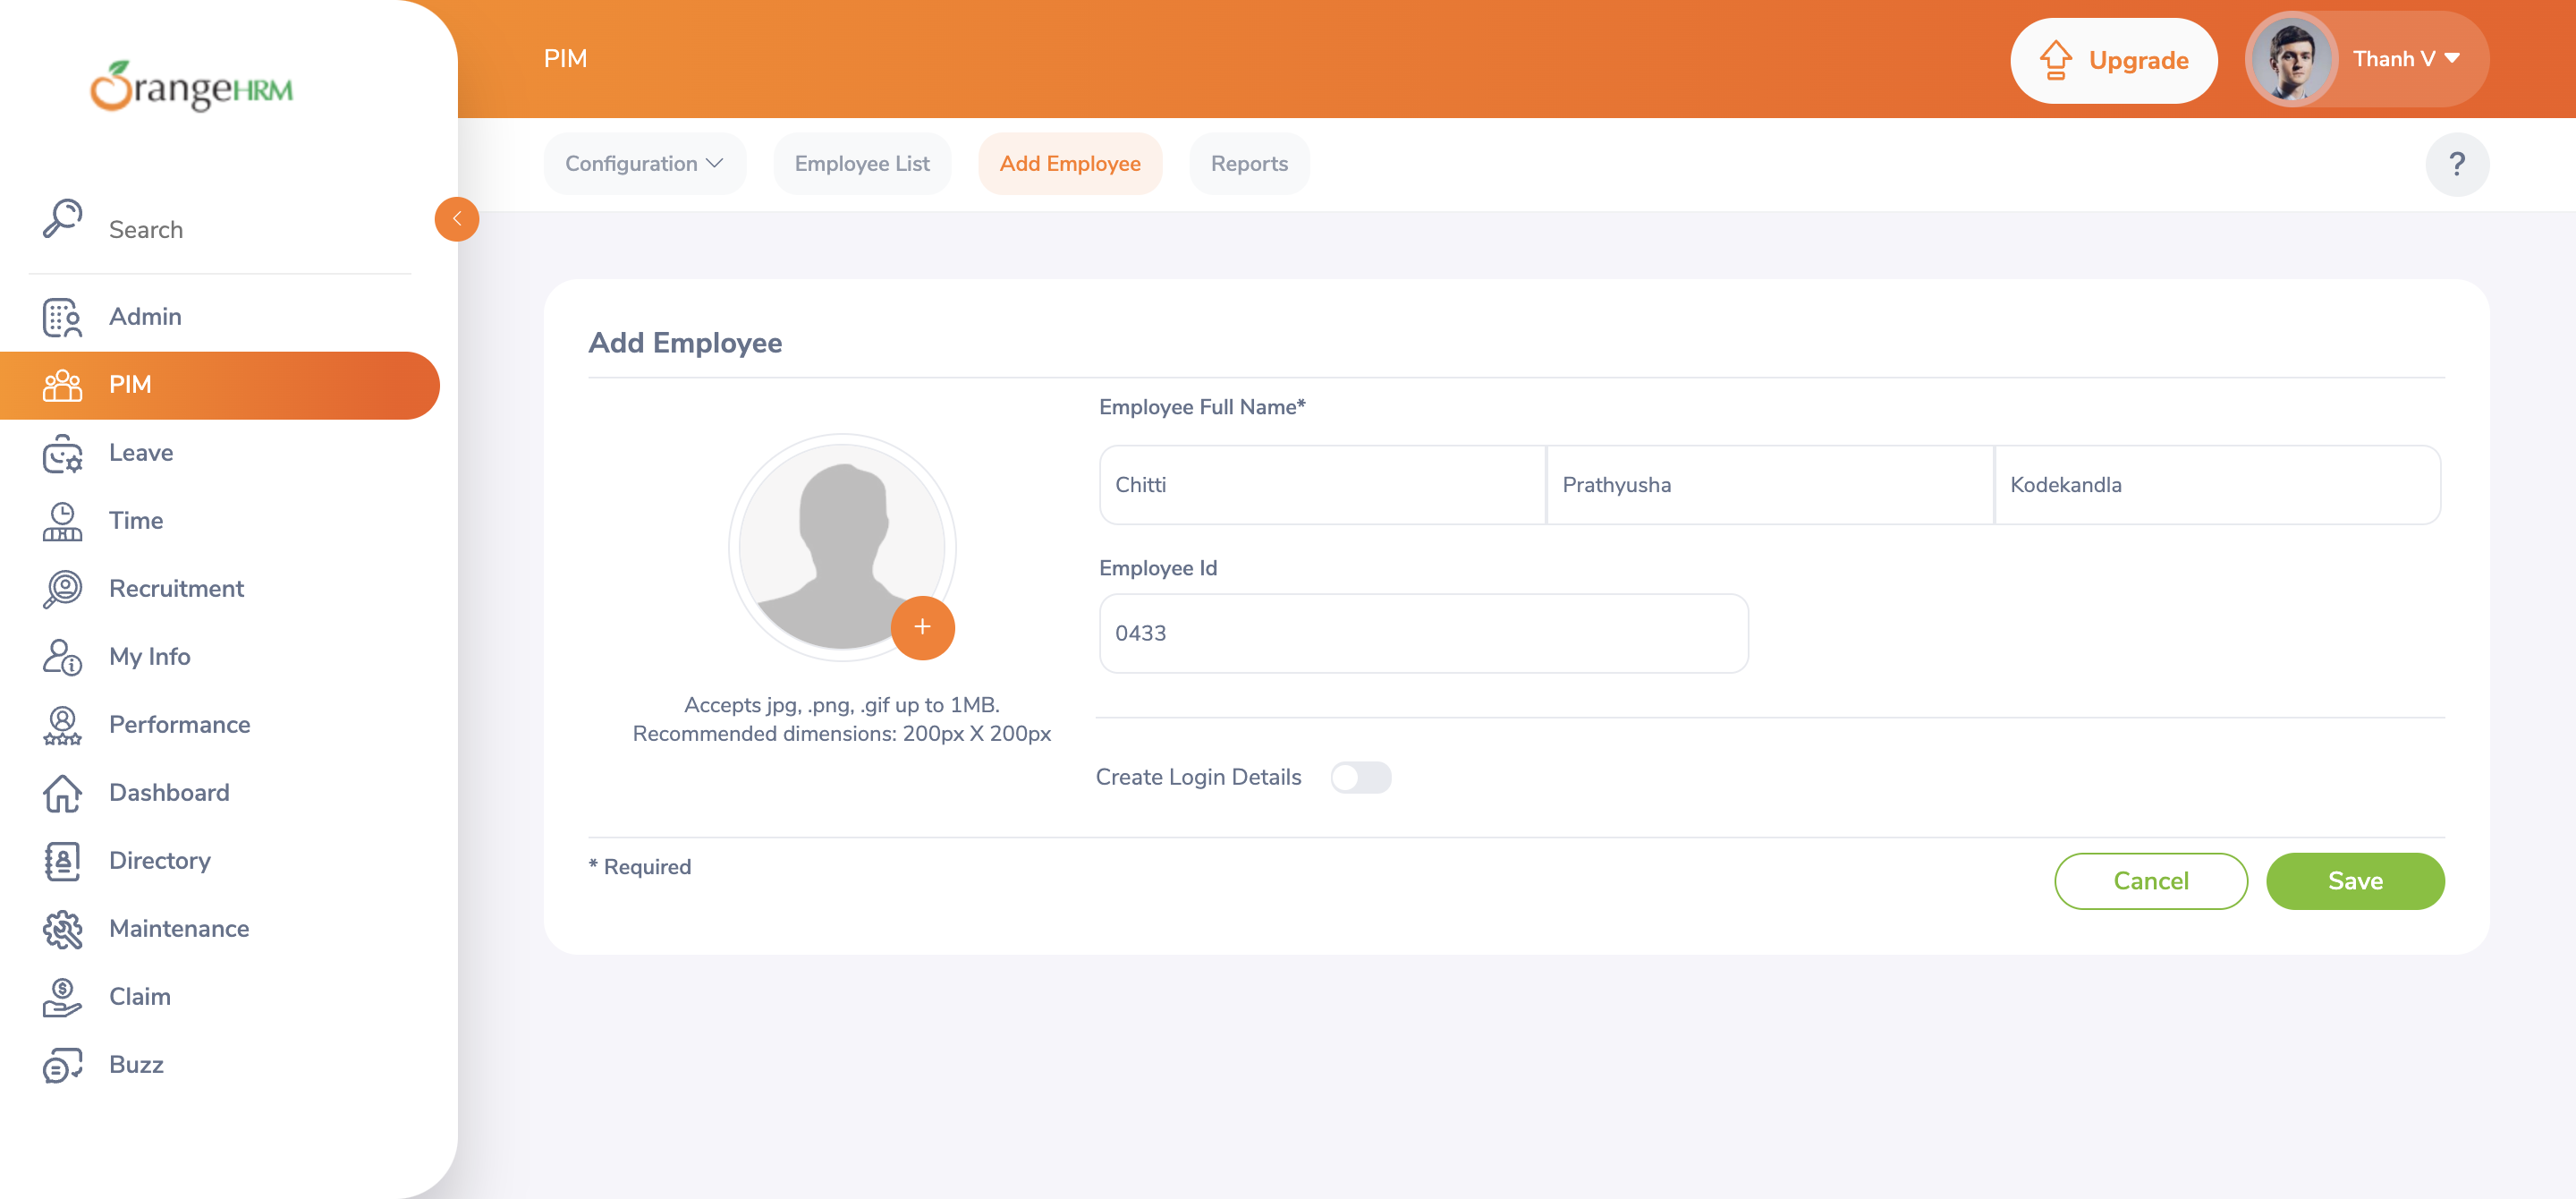 OrangeHRM
PIM
Upgrade
Thanh V
Configuration
Employee List
Add Employee
Reports
?
Search
Admin
PIM
Leave
Time
Recruitment
My Info
Performance
Dashboard
Directory
Maintenance
Claim
Buzz
Add Employee
Employee Full Name*
Chitti Prathyusha Kodekandla
Employee Id
0433
Accepts jpg, .png, .gif up to 1MB.
Recommended dimensions: 200px X 200px
Create Login Details
* Required
Cancel
Save